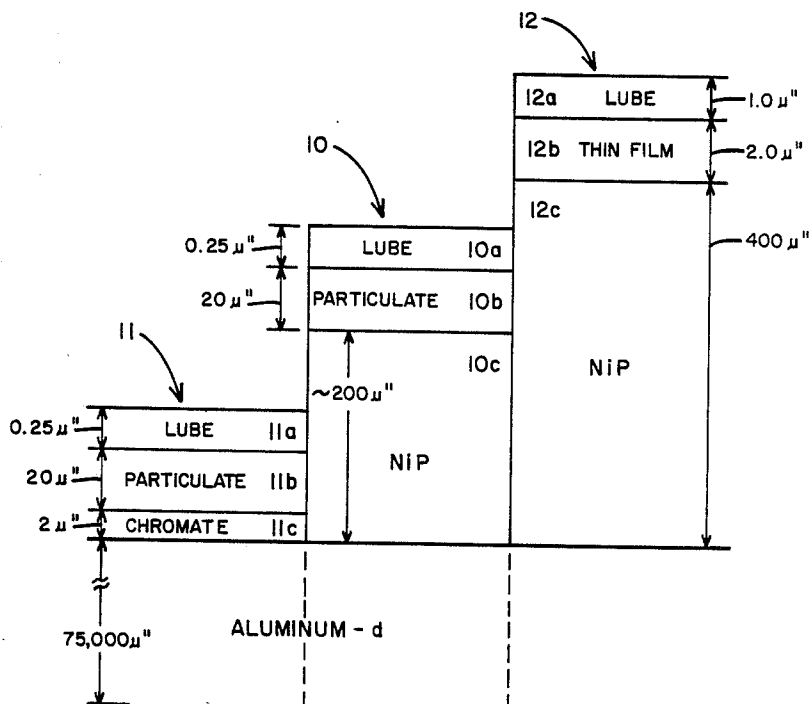 12
12a LUBE
1.0 μ"
12b THIN FILM
2.0 μ"
10
12c
0.25 μ"
LUBE 10a
400 μ"
20 μ"
PARTICULATE 10b
11
10c
~200 μ"
NiP
0.25 μ"
LUBE 11a
20 μ"
PARTICULATE 11b
NiP
2 μ"
CHROMATE 11c
75,000 μ"
ALUMINUM - d